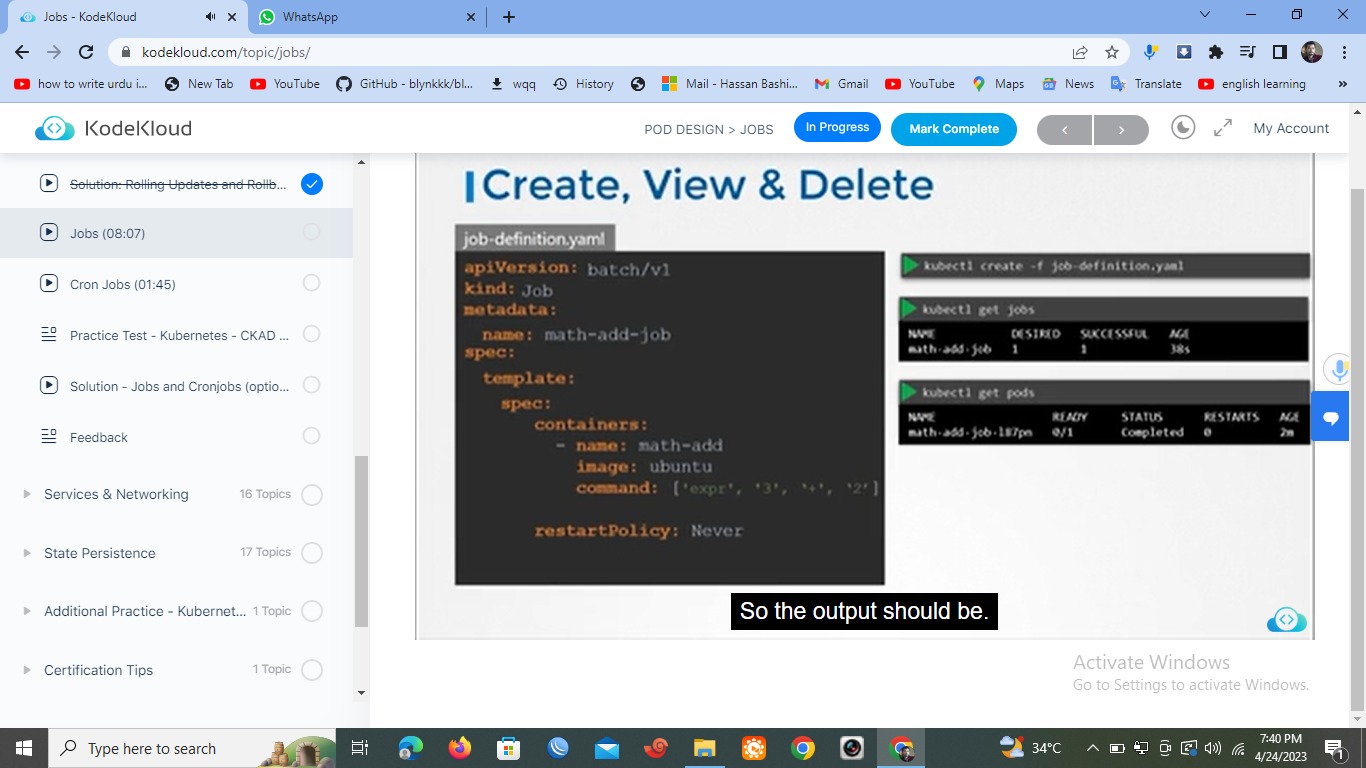 Jobs - KodeKloud
WhatsApp
kodekloud.com/topic/jobs/
how to write urdu i...
New Tab
YouTube
GitHub - blynkkk/bl...
wqq
History
Mail - Hassan Bashi...
Gmail
YouTube
Maps
News
Translate
english learning
KodeKloud
POD DESIGN > JOBS
In Progress
Mark Complete
My Account
Solution: Rolling Updates and Rollb...
Jobs (08:07)
Cron Jobs (01:45)
Practice Test - Kubernetes - CKAD ...
Solution - Jobs and Cronjobs (optio...
Feedback
Services & Networking 16 Topics
State Persistence 17 Topics
Additional Practice - Kubernet... 1 Topic
Certification Tips 1 Topic
Create, View & Delete
job-definition.yaml
apiVersion: batch/v1
kind: Job
metadata:
name: math-add-job
spec:
template:
spec:
containers:
- name: math-add
image: ubuntu
command: ['expr', '3', '+', '2']
restartPolicy: Never
kubectl create -f job-definition.yaml
kubectl get jobs
NAME DESIRED SUCCESSFUL AGE
math-add-job 1 1 38s
kubectl get pods
NAME READY STATUS RESTARTS AGE
math-add-job-l87pn 0/1 Completed 0 2m
So the output should be.
Activate Windows
Go to Settings to activate Windows.
Type here to search
34°C
7:40 PM
4/24/2023
1